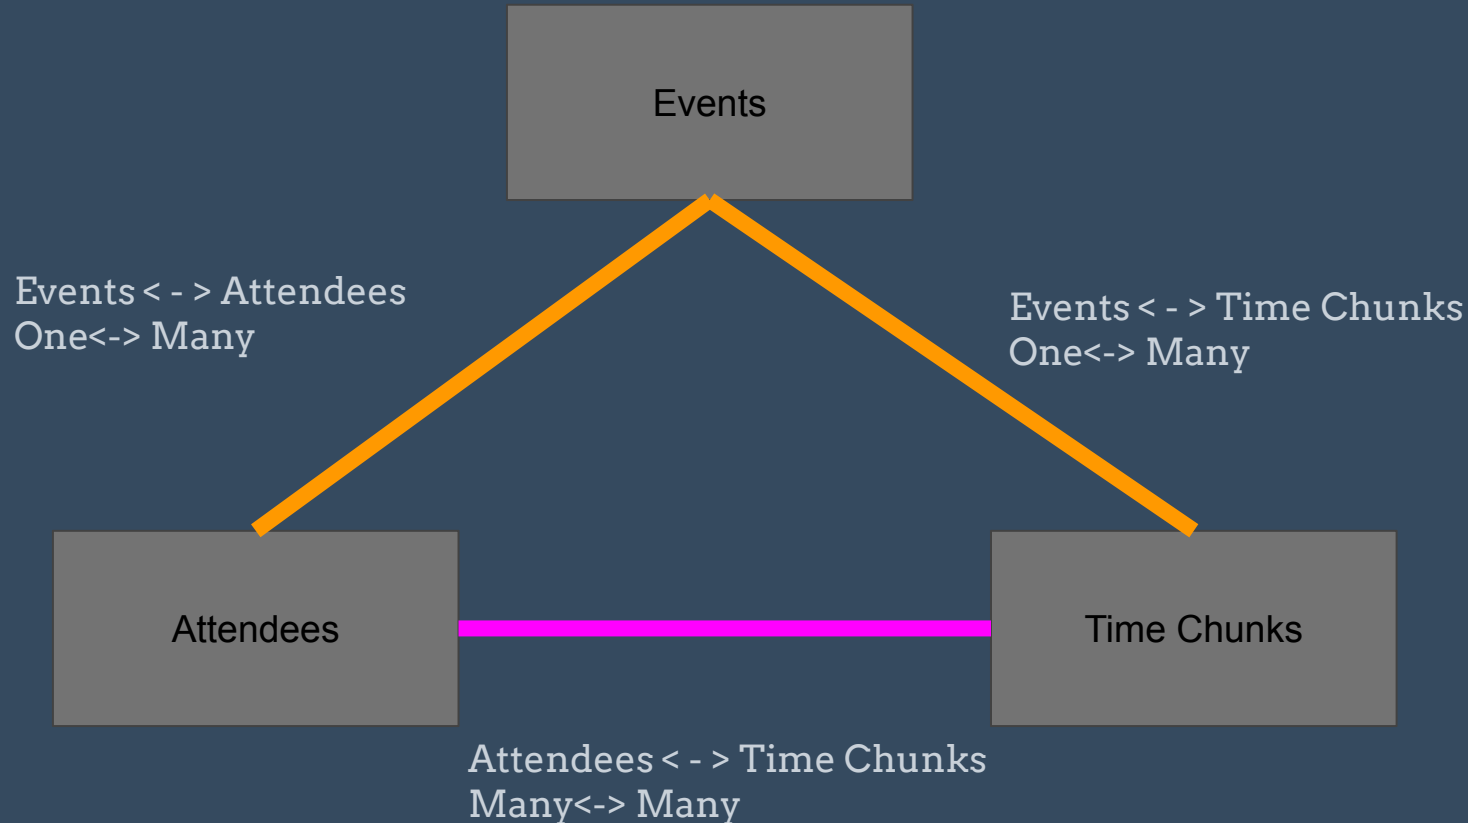 Events
Events < - > Attendees
One<-> Many
Events < - > Time Chunks
One<-> Many
Attendees
Time Chunks
Attendees < - > Time Chunks
Many<-> Many